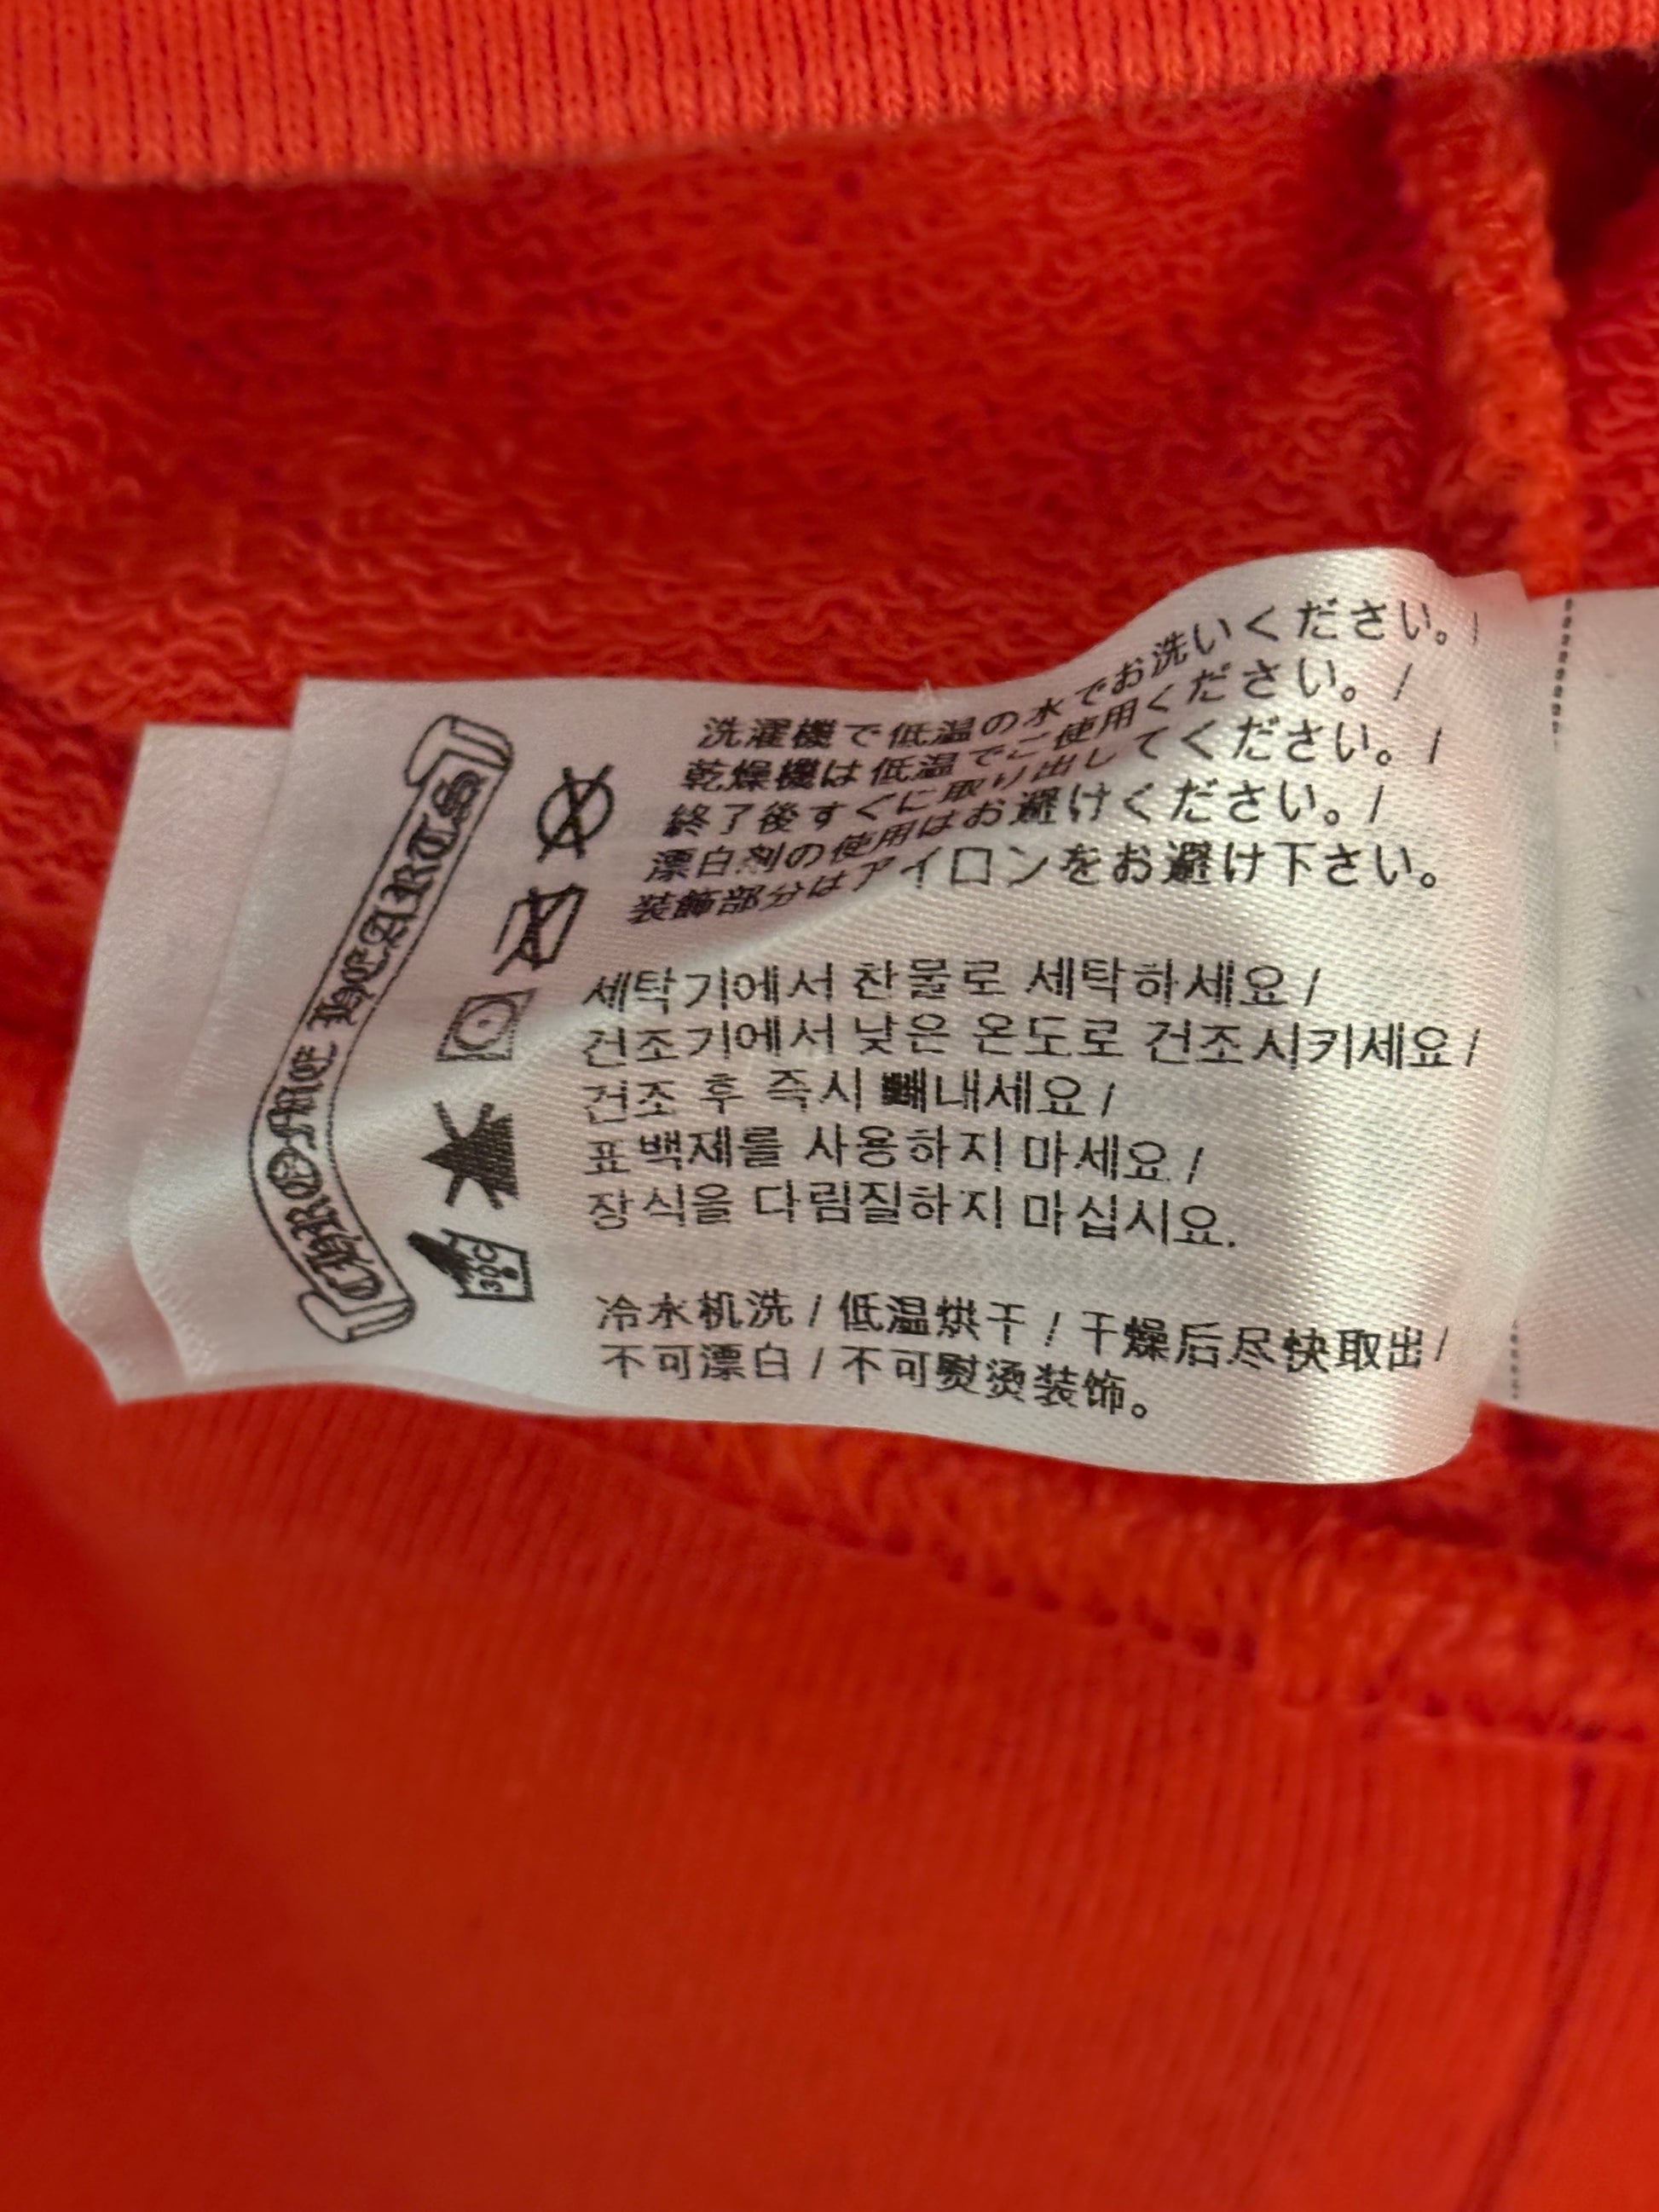 CHROME HEARTS
30C
洗濯機で低温の水でお洗いください。/
乾燥機は低温でご使用ください。/
終了後すぐに取り出してください。/
漂白剤の使用はお避けください。/
装飾部分はアイロンをお避け下さい。
세탁기에서 찬물로 세탁하세요/
건조기에서 낮은 온도로 건조시키세요/
건조 후 즉시 빼내세요/
표백제를 사용하지 마세요/
장식을 다림질하지 마십시요.
冷水机洗/低温烘干/干燥后尽快取出/
不可漂白/不可熨烫装饰。